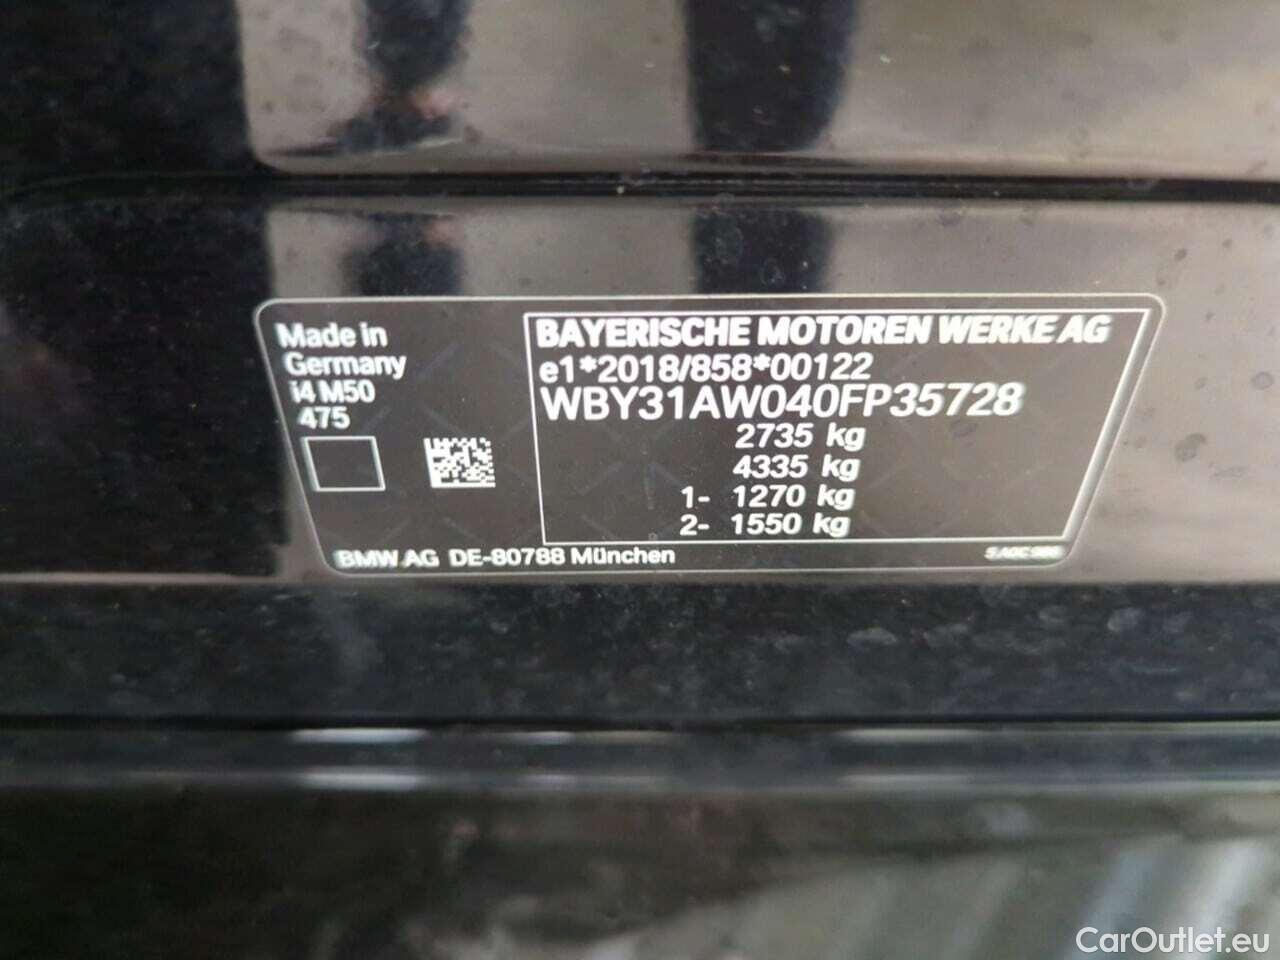 Made in
Germany
i4 M50
475
BAYERISCHE MOTOREN WERKE AG
e1*2018/858*00122
WBY31AW040FP35728
2735 kg
4335 kg
1- 1270 kg
2- 1550 kg
BMW AG DE-80788 München
CarOutlet.eu